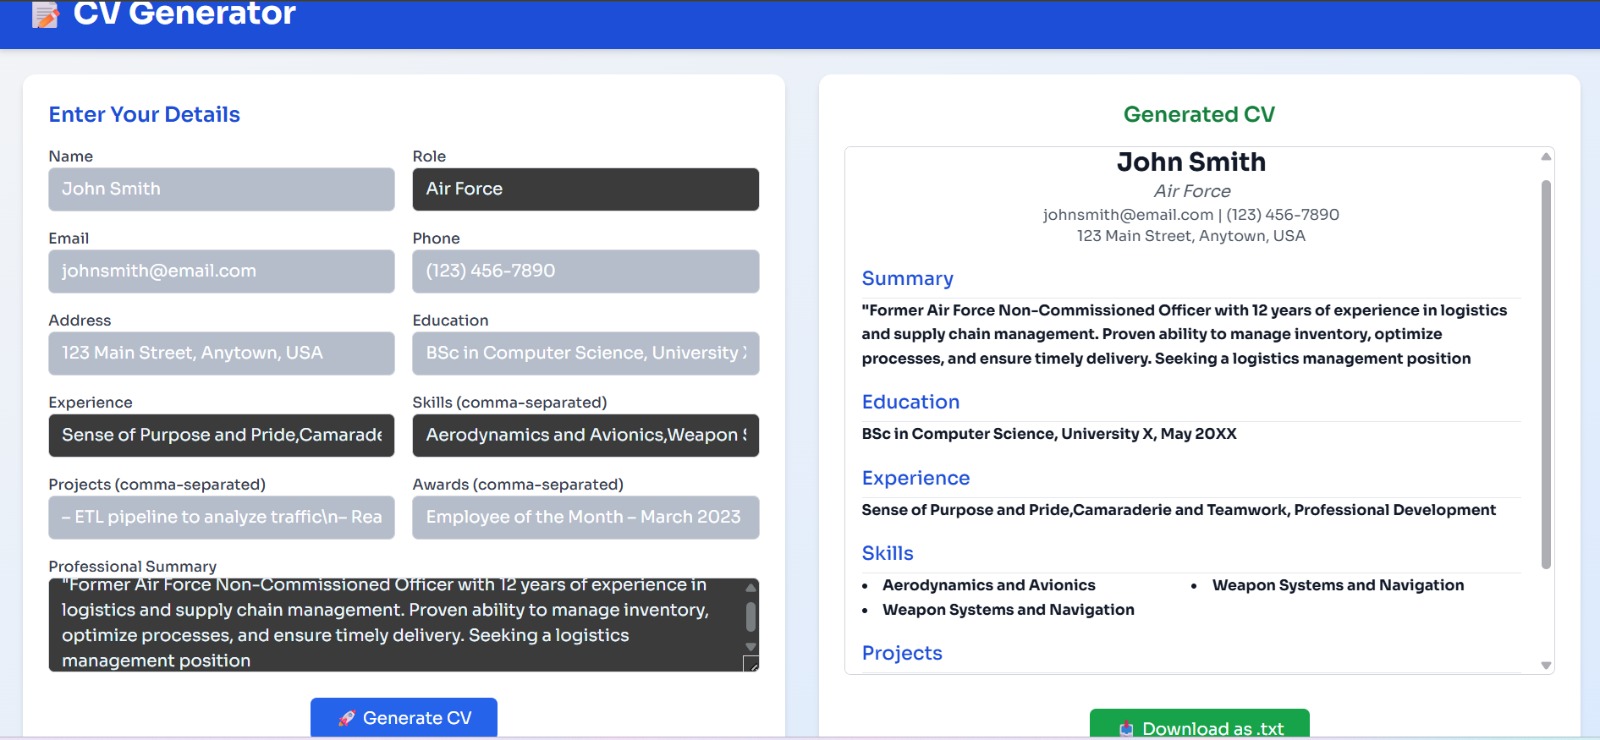 📝 CV Generator
Enter Your Details
Name
John Smith
Role
Air Force
Email
johnsmith@email.com
Phone
(123) 456-7890
Address
123 Main Street, Anytown, USA
Education
BSc in Computer Science, University
Experience
Sense of Purpose and Pride,Camarade
Skills (comma-separated)
Aerodynamics and Avionics,Weapon
Projects (comma-separated)
– ETL pipeline to analyze traffic\n– Rea
Awards (comma-separated)
Employee of the Month – March 2023
Professional Summary
"Former Air Force Non-Commissioned Officer with 12 years of experience in
logistics and supply chain management. Proven ability to manage inventory,
optimize processes, and ensure timely delivery. Seeking a logistics
management position
🚀 Generate CV
Generated CV
John Smith
Air Force
johnsmith@email.com | (123) 456-7890
123 Main Street, Anytown, USA
Summary
"Former Air Force Non-Commissioned Officer with 12 years of experience in logistics
and supply chain management. Proven ability to manage inventory, optimize
processes, and ensure timely delivery. Seeking a logistics management position
Education
BSc in Computer Science, University X, May 20XX
Experience
Sense of Purpose and Pride,Camaraderie and Teamwork, Professional Development
Skills
• Aerodynamics and Avionics
• Weapon Systems and Navigation
• Weapon Systems and Navigation
Projects
📥 Download as .txt